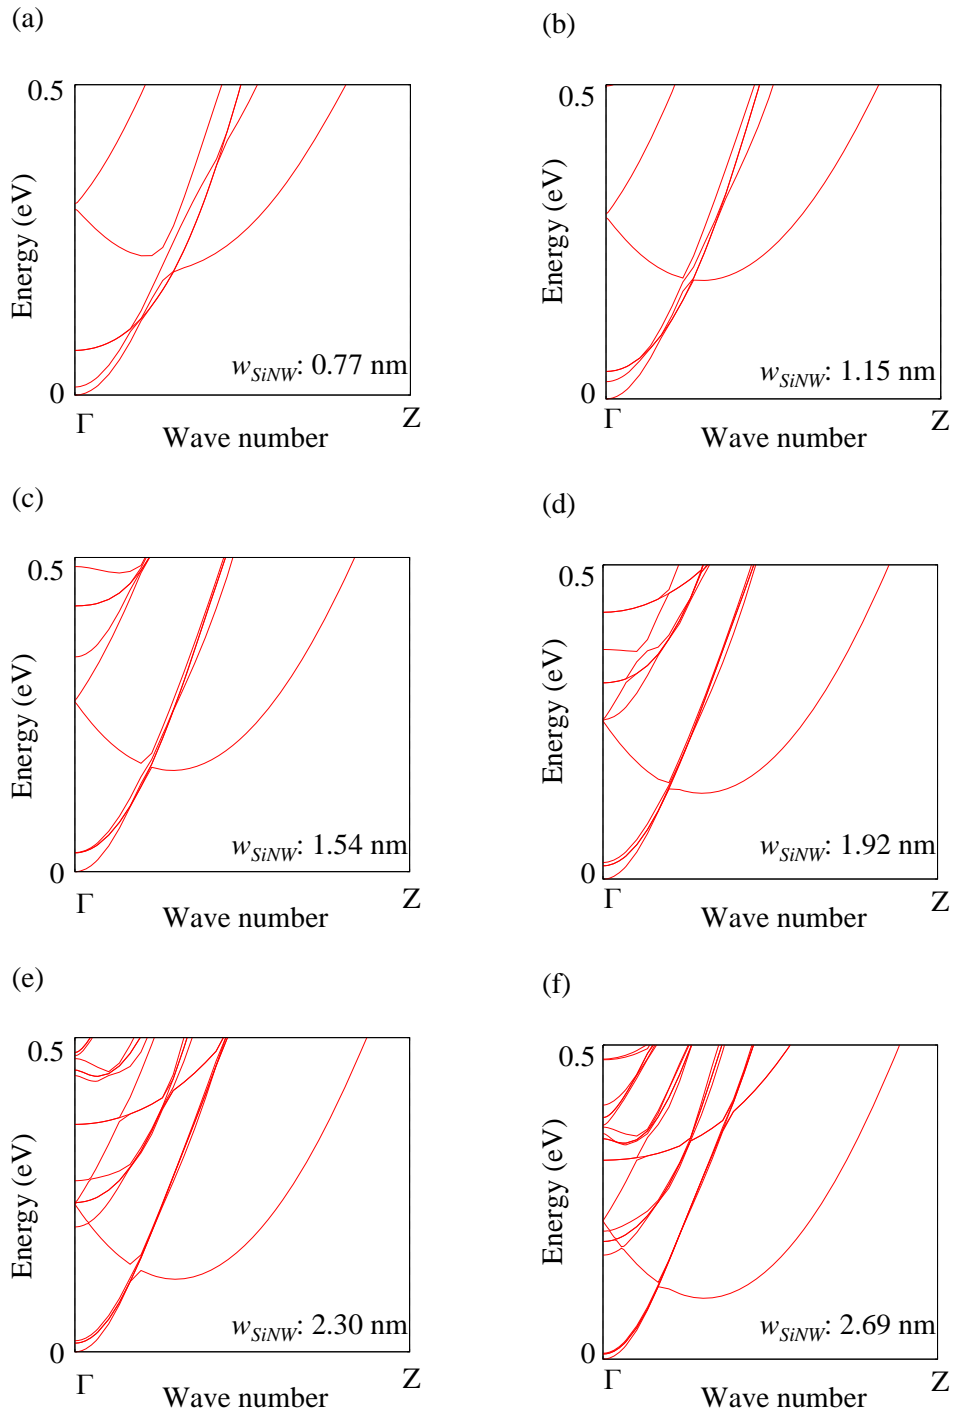 (a)
(b)
0.5
Energy (eV)
w_SiNW: 0.77 nm
0
Γ
Wave number
Z
0.5
Energy (eV)
w_SiNW: 1.15 nm
0
Γ
Wave number
Z
(c)
(d)
0.5
Energy (eV)
w_SiNW: 1.54 nm
0
Γ
Wave number
Z
0.5
Energy (eV)
w_SiNW: 1.92 nm
0
Γ
Wave number
Z
(e)
(f)
0.5
Energy (eV)
w_SiNW: 2.30 nm
0
Γ
Wave number
Z
0.5
Energy (eV)
w_SiNW: 2.69 nm
0
Γ
Wave number
Z